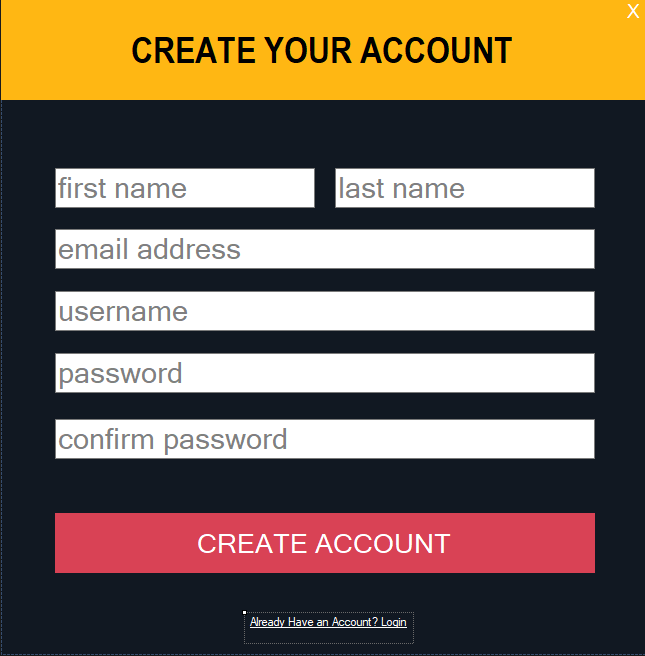 X
CREATE YOUR ACCOUNT
first name last name
email address
username
password
confirm password
CREATE ACCOUNT
Already Have an Account? Login